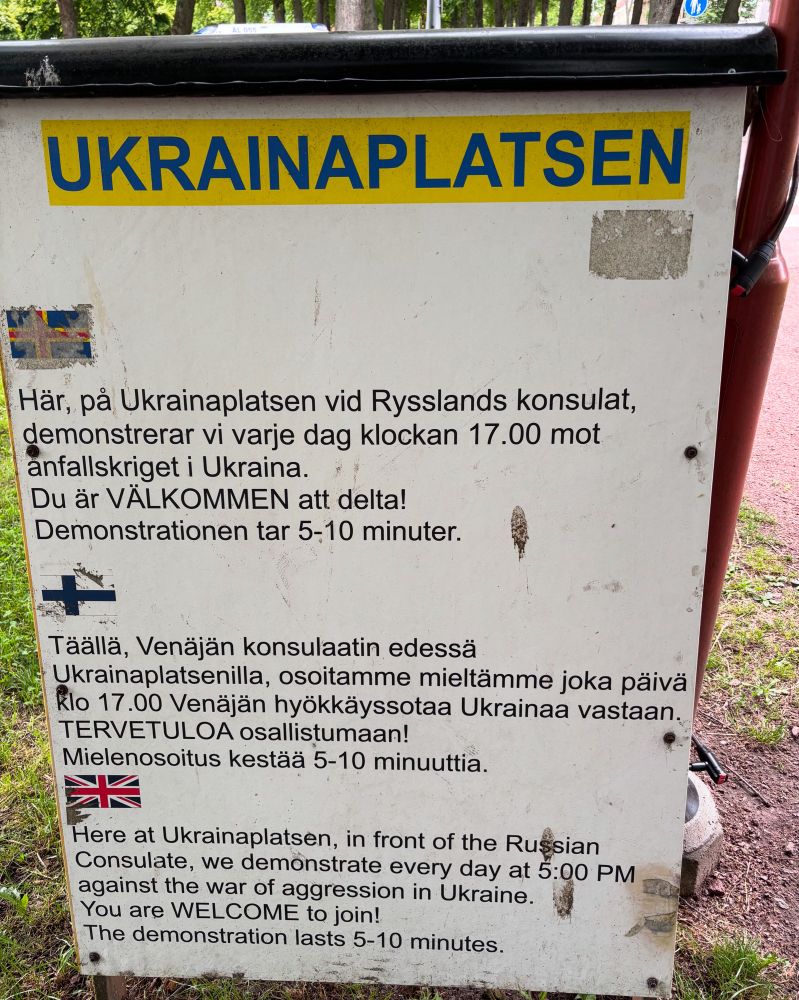 ÅL 055
UKRAINAPLATSEN
Här, på Ukrainaplatsen vid Rysslands konsulat,
demonstrerar vi varje dag klockan 17.00 mot
anfallskriget i Ukraina.
Du är VÄLKOMMEN att delta!
Demonstrationen tar 5-10 minuter.
Täällä, Venäjän konsulaatin edessä
Ukrainaplatsenilla, osoitamme mieltämme joka päivä
klo 17.00 Venäjän hyökkäyssotaa Ukrainaa vastaan.
TERVETULOA osallistumaan!
Mielenosoitus kestää 5-10 minuuttia.
Here at Ukrainaplatsen, in front of the Russian
Consulate, we demonstrate every day at 5:00 PM
against the war of aggression in Ukraine.
You are WELCOME to join!
The demonstration lasts 5-10 minutes.